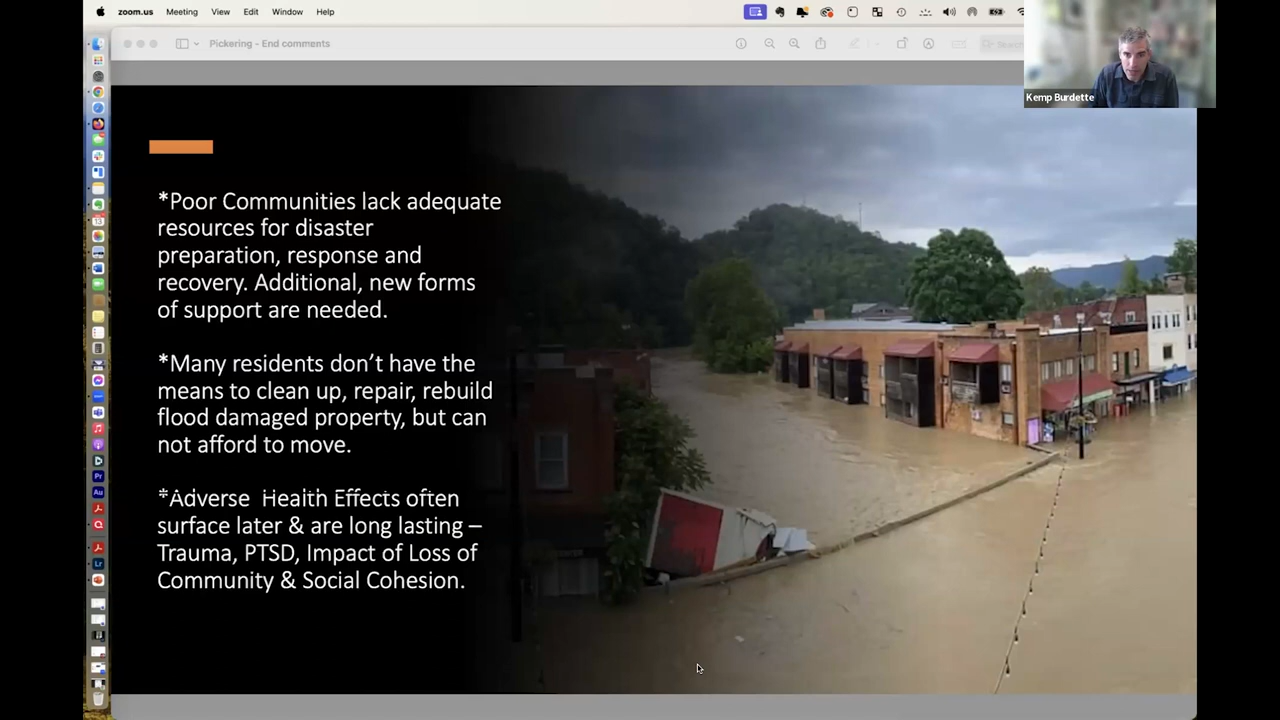 zoom.us Meeting View Edit Window Help
Pickering - End comments
Kemp Burdette
*Poor Communities lack adequate
resources for disaster
preparation, response and
recovery. Additional, new forms
of support are needed.
*Many residents don't have the
means to clean up, repair, rebuild
flood damaged property, but can
not afford to move.
*Adverse Health Effects often
surface later & are long lasting –
Trauma, PTSD, Impact of Loss of
Community & Social Cohesion.